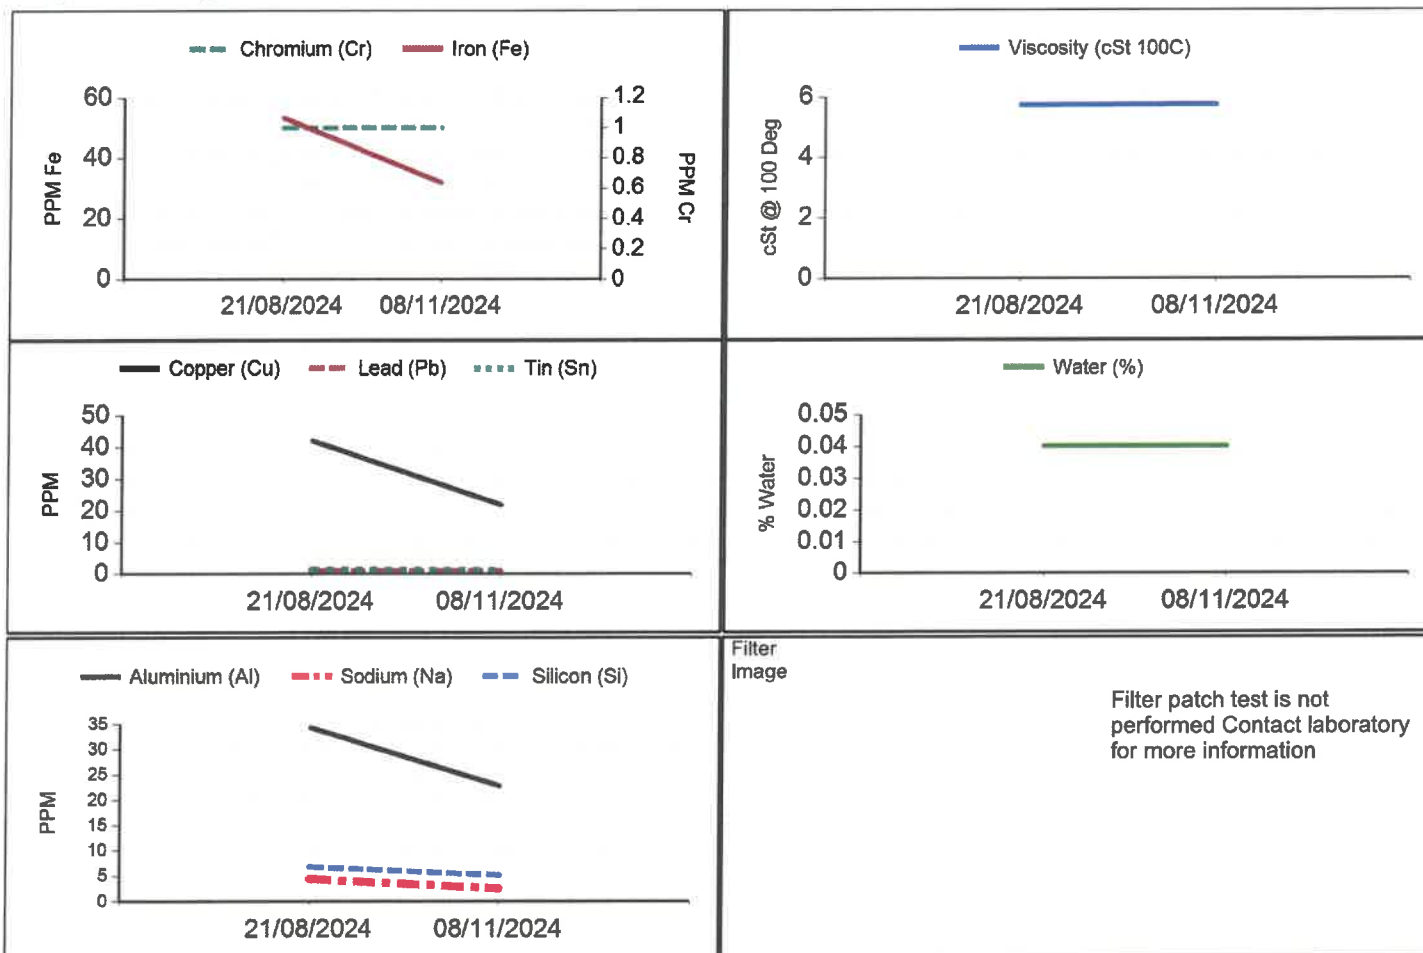 Chromium (Cr) Iron (Fe)
60
40
20
0
PPM Fe
1.2
1
0.8
0.6
0.4
0.2
0
PPM Cr
21/08/2024 08/11/2024
Viscosity (cSt 100C)
6
4
2
0
cSt @ 100 Deg
21/08/2024 08/11/2024
Copper (Cu) Lead (Pb) Tin (Sn)
50
40
30
20
10
0
PPM
21/08/2024 08/11/2024
Water (%)
0.05
0.04
0.03
0.02
0.01
0
% Water
21/08/2024 08/11/2024
Aluminium (Al) Sodium (Na) Silicon (Si)
35
30
25
20
15
10
5
0
PPM
21/08/2024 08/11/2024
Filter
Image
Filter patch test is not
performed Contact laboratory
for more information